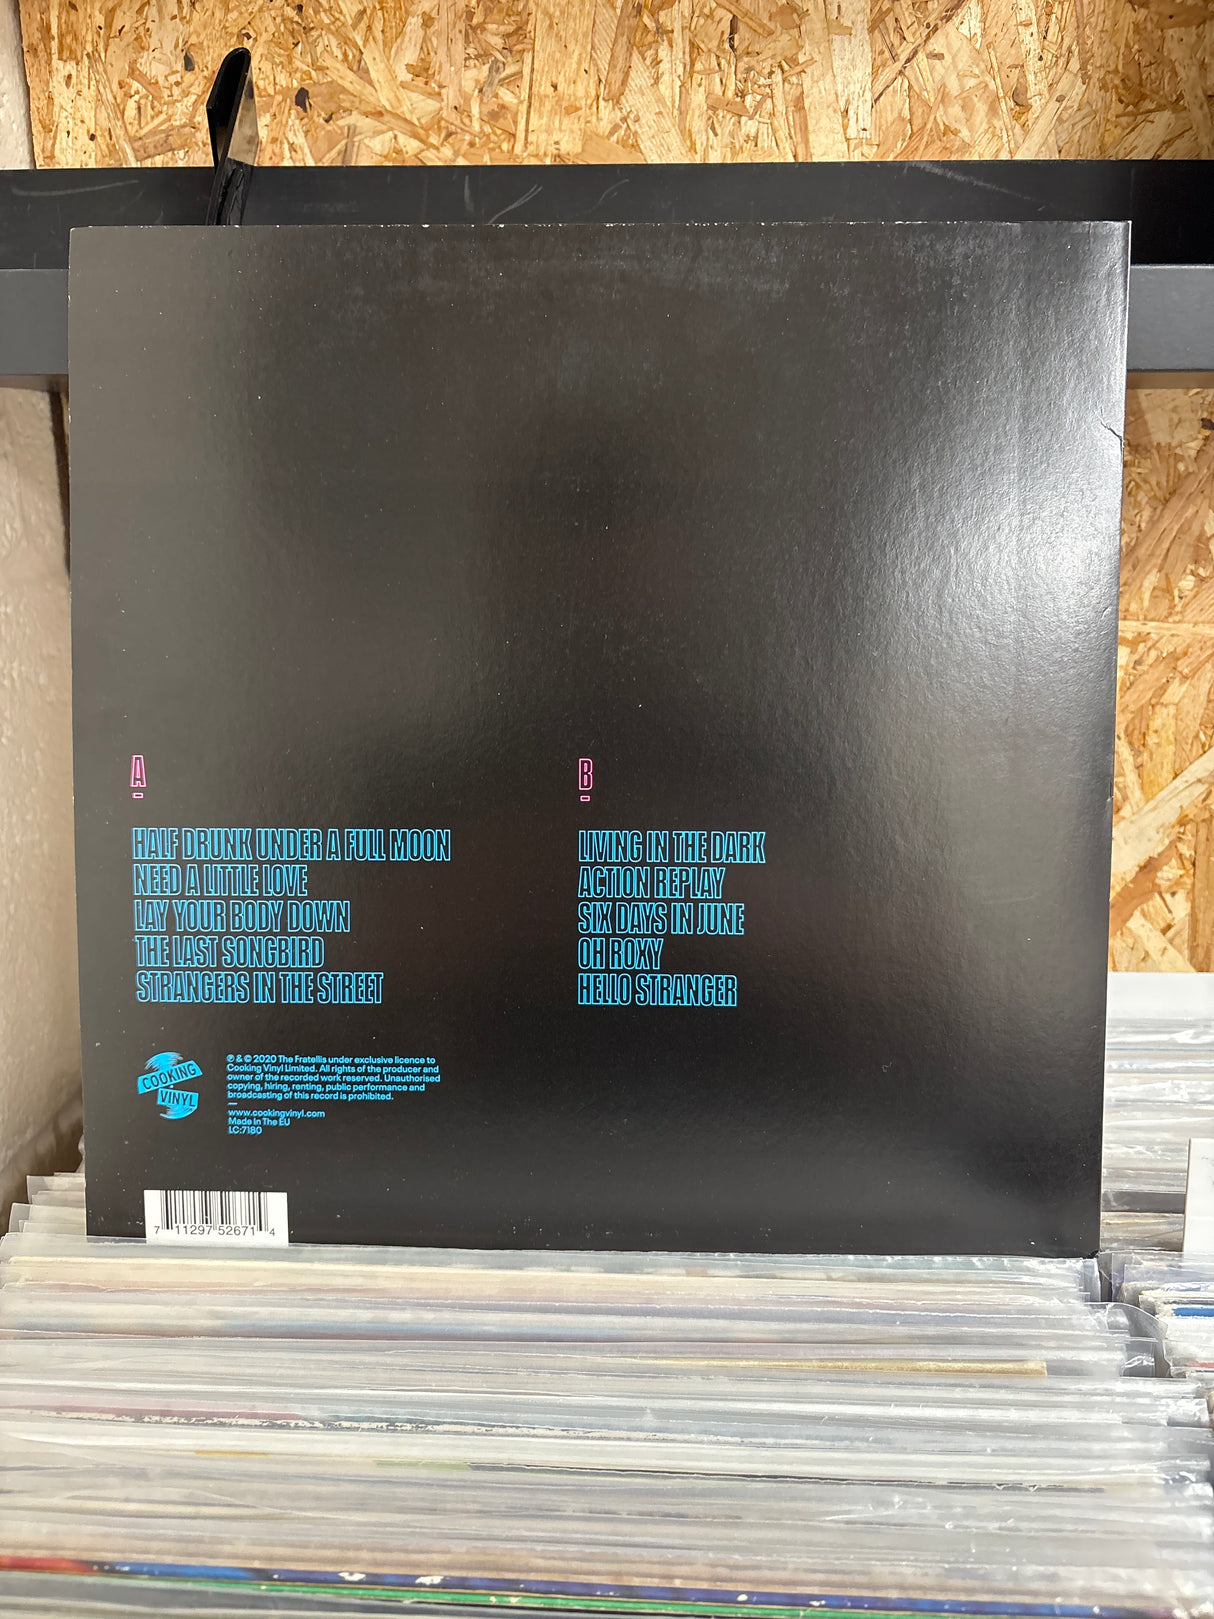 A
HALF DRUNK UNDER A FULL MOON
NEED A LITTLE LOVE
LAY YOUR BODY DOWN
THE LAST SONGBIRD
STRANGERS IN THE STREET
B
LIVING IN THE DARK
ACTION REPLAY
SIX DAYS IN JUNE
OH ROXY
HELLO STRANGER
COOKING
VINYL
℗ & © 2020 The Fratellis under exclusive licence to
Cooking Vinyl Limited. All rights of the producer and
owner of the recorded work reserved. Unauthorised
copying, hiring, renting, public performance and
broadcasting of this record is prohibited.
—
www.cookingvinyl.com
Made in The EU
LC:7180
7 11297 52671 4